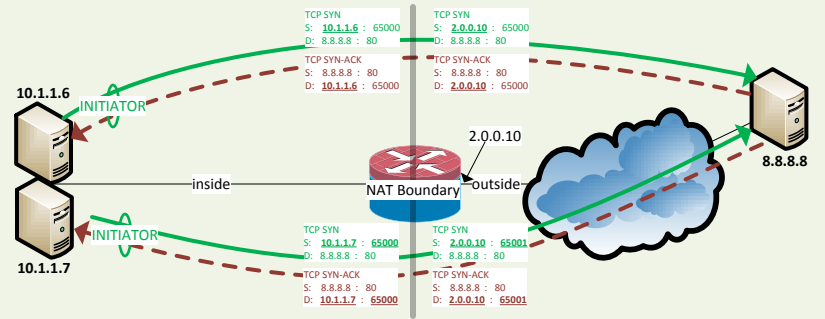 TCP SYN
S: 10.1.1.6 : 65000
D: 8.8.8.8 : 80
TCP SYN
S: 2.0.0.10 : 65000
D: 8.8.8.8 : 80
TCP SYN-ACK
S: 8.8.8.8 : 80
D: 10.1.1.6 : 65000
TCP SYN-ACK
S: 8.8.8.8 : 80
D: 2.0.0.10 : 65000
10.1.1.6
INITIATOR
2.0.0.10
8.8.8.8
inside
NAT Boundary
outside
INITIATOR
10.1.1.7
TCP SYN
S: 10.1.1.7 : 65000
D: 8.8.8.8 : 80
TCP SYN
S: 2.0.0.10 : 65001
D: 8.8.8.8 : 80
TCP SYN-ACK
S: 8.8.8.8 : 80
D: 10.1.1.7 : 65000
TCP SYN-ACK
S: 8.8.8.8 : 80
D: 2.0.0.10 : 65001